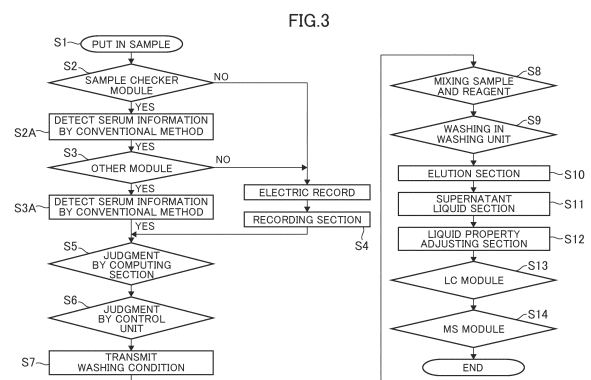 FIG.3
S1
PUT IN SAMPLE
S2
SAMPLE CHECKER
MODULE
NO
YES
S2A
DETECT SERUM INFORMATION
BY CONVENTIONAL METHOD
YES
S3
OTHER MODULE
NO
YES
S3A
DETECT SERUM INFORMATION
BY CONVENTIONAL METHOD
YES
ELECTRIC RECORD
RECORDING SECTION
S4
S5
JUDGMENT
BY COMPUTING
SECTION
S6
JUDGMENT
BY CONTROL
UNIT
S7
TRANSMIT
WASHING CONDITION
S8
MIXING SAMPLE
AND REAGENT
S9
WASHING IN
WASHING UNIT
ELUTION SECTION
S10
SUPERNATANT
LIQUID SECTION
S11
LIQUID PROPERTY
ADJUSTING SECTION
S12
S13
LC MODULE
S14
MS MODULE
END